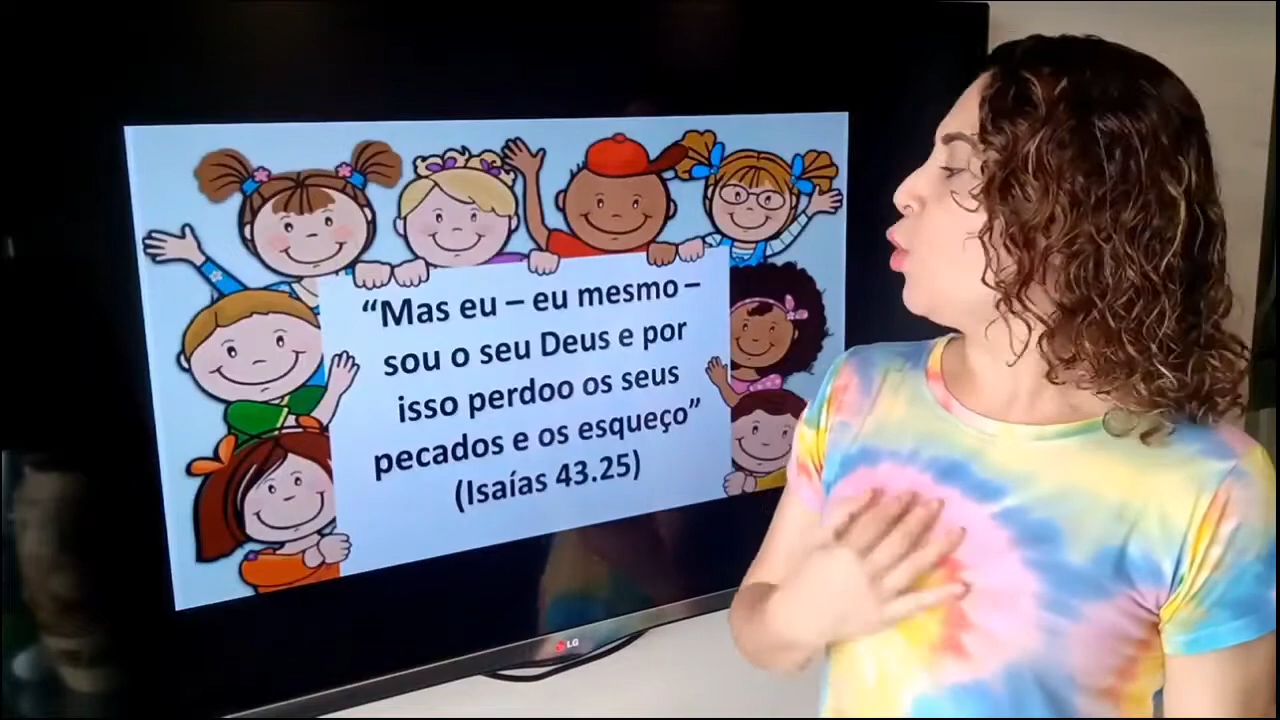 “Mas eu – eu mesmo –
sou o seu Deus e por
isso perdoo os seus
pecados e os esqueço”
(Isaías 43.25)
LG